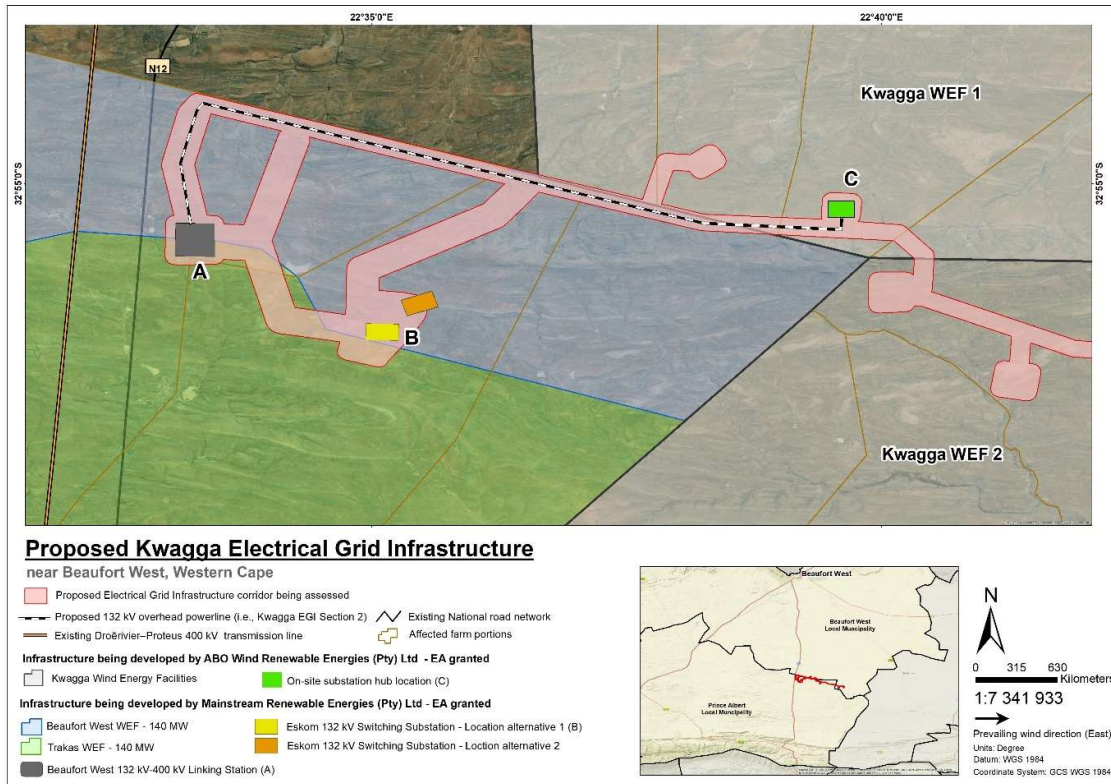 22°35'0"E
22°40'0"E
N12
Kwagga WEF 1
32°55'0"S
32°55'0"S
C
A
B
Kwagga WEF 2
Proposed Kwagga Electrical Grid Infrastructure
near Beaufort West, Western Cape
Proposed Electrical Grid Infrastructure corridor being assessed
Proposed 132 kV overhead powerline (i.e., Kwagga EGI Section 2)
Existing National road network
Existing Droërivier–Proteus 400 kV transmission line
Affected farm portions
Infrastructure being developed by ABO Wind Renewable Energies (Pty) Ltd - EA granted
Kwagga Wind Energy Facilities
On-site substation hub location (C)
Infrastructure being developed by Mainstream Renewable Energies (Pty) Ltd - EA granted
Beaufort West WEF - 140 MW
Eskom 132 kV Switching Substation - Location alternative 1 (B)
Trakas WEF - 140 MW
Eskom 132 kV Switching Substation - Loction alternative 2
Beaufort West 132 kV-400 kV Linking Station (A)
Beaufort West
Beaufort West
Local Municipality
Prince Albert
Local Municipality
N
0 315 630
Kilometers
1:7 341 933
Prevailing wind direction (East)
Units: Degree
Datum: WGS 1984
Coordinate System: GCS WGS 1984